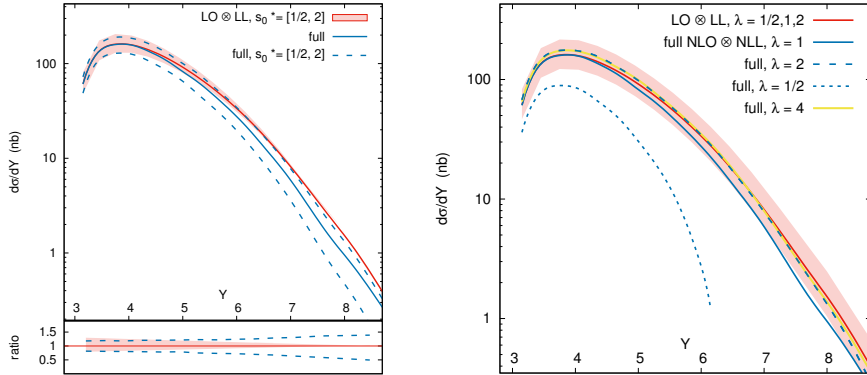 LO ⊗ LL, s₀ *= [1/2, 2]
full
full, s₀ *= [1/2, 2]
100
10
1
dσ/dY (nb)
Y
3 4 5 6 7 8
1.5
1
0.5
ratio
LO ⊗ LL, λ = 1/2,1,2
full NLO ⊗ NLL, λ = 1
full, λ = 2
full, λ = 1/2
full, λ = 4
100
10
1
dσ/dY (nb)
Y
3 4 5 6 7 8